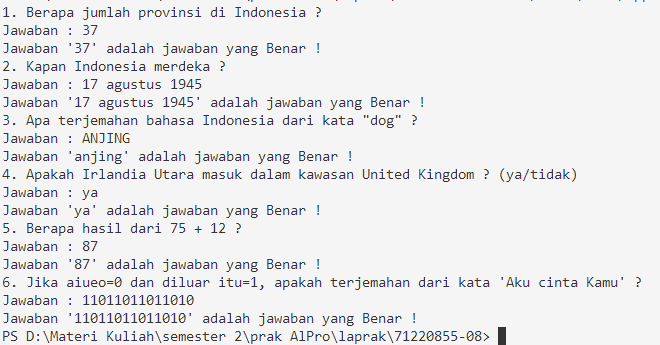 1. Berapa jumlah provinsi di Indonesia ?
Jawaban : 37
Jawaban '37' adalah jawaban yang Benar !
2. Kapan Indonesia merdeka ?
Jawaban : 17 agustus 1945
Jawaban '17 agustus 1945' adalah jawaban yang Benar !
3. Apa terjemahan bahasa Indonesia dari kata "dog" ?
Jawaban : ANJING
Jawaban 'anjing' adalah jawaban yang Benar !
4. Apakah Irlandia Utara masuk dalam kawasan United Kingdom ? (ya/tidak)
Jawaban : ya
Jawaban 'ya' adalah jawaban yang Benar !
5. Berapa hasil dari 75 + 12 ?
Jawaban : 87
Jawaban '87' adalah jawaban yang Benar !
6. Jika aiueo=0 dan diluar itu=1, apakah terjemahan dari kata 'Aku cinta Kamu' ?
Jawaban : 11011011011010
Jawaban '11011011011010' adalah jawaban yang Benar !
PS D:\Materi Kuliah\semester 2\prak AlPro\laprak\71220855-08>